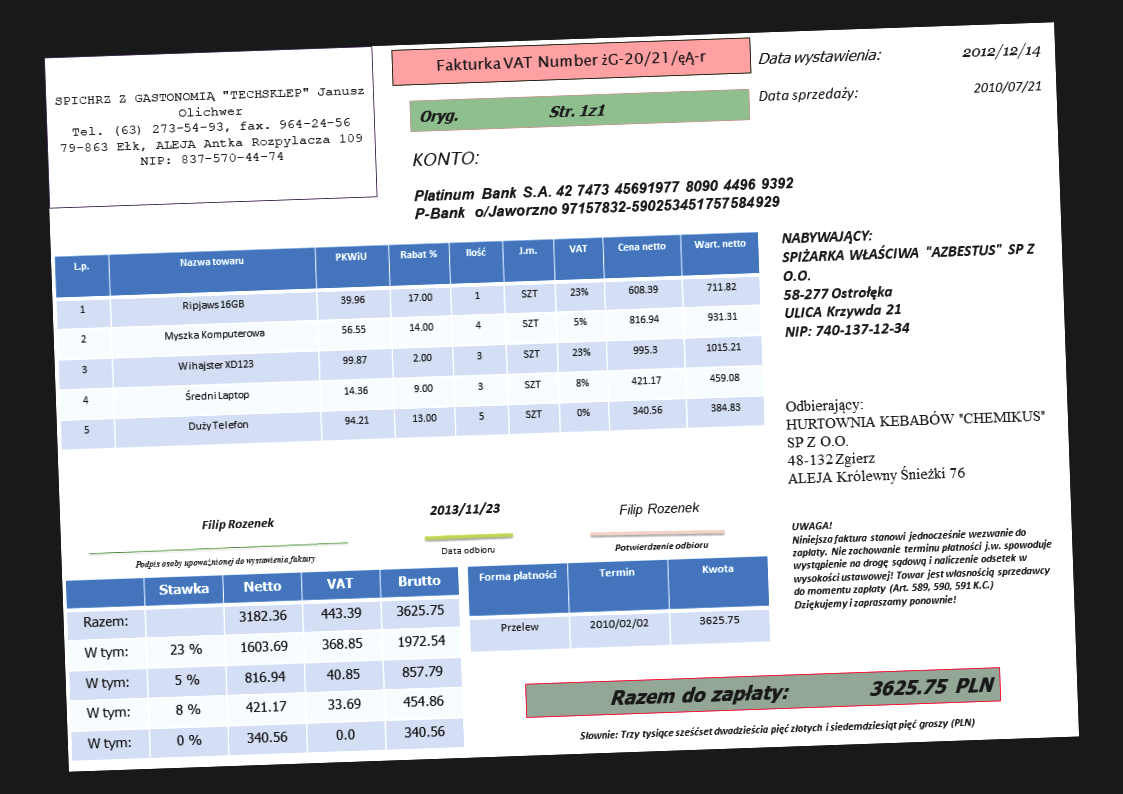 SPICHRZ Z GASTONOMIĄ "TECHSKLEP" Janusz
Olichwer
Tel. (63) 273-54-93, fax. 964-24-56
79-863 Ełk, ALEJA Antka Rozpylacza 109
NIP: 837-570-44-74
Fakturka VAT Number żG-20/21/ęĄ-r
Oryg. Str. 1z1
Data wystawienia: 2012/12/14
Data sprzedaży: 2010/07/21
KONTO:
Platinum Bank S.A. 42 7473 45691977 8090 4496 9392
P-Bank o/Jaworzno 97157832-590253451757584929
L.p. Nazwa towaru PKWiU Rabat % Ilość J.m. VAT Cena netto Wart. netto
1 Ripjaws 16GB 39.96 17.00 1 SZT 23% 608.39 711.82
2 Myszka Komputerowa 56.55 14.00 4 SZT 5% 816.94 931.31
3 Wihajster XD123 99.87 2.00 3 SZT 23% 995.3 1015.21
4 Średni Laptop 14.36 9.00 3 SZT 8% 421.17 459.08
5 Duży Telefon 94.21 13.00 5 SZT 0% 340.56 384.83
NABYWAJĄCY:
SPIŻARKA WŁAŚCIWA "AZBESTUS" SP Z
O.O.
58-277 Ostrołęka
ULICA Krzywda 21
NIP: 740-137-12-34
Odbierający:
HURTOWNIA KEBABÓW "CHEMIKUS"
SP Z O.O.
48-132 Zgierz
ALEJA Królewny Śnieżki 76
Filip Rozenek
Podpis osoby upoważnionej do wystawienia faktury
2013/11/23
Data odbioru
Filip Rozenek
Potwierdzenie odbioru
UWAGA!
Niniejsza faktura stanowi jednocześnie wezwanie do
zapłaty. Nie zachowanie terminu płatności j.w. spowoduje
wystąpienie na drogę sądową i naliczenie odsetek w
wysokości ustawowej! Towar jest własnością sprzedawcy
do momentu zapłaty (Art. 589, 590, 591 K.C.)
Dziękujemy i zapraszamy ponownie!
Stawka Netto VAT Brutto
Razem: 3182.36 443.39 3625.75
W tym: 23 % 1603.69 368.85 1972.54
W tym: 5 % 816.94 40.85 857.79
W tym: 8 % 421.17 33.69 454.86
W tym: 0 % 340.56 0.0 340.56
Forma płatności Termin Kwota
Przelew 2010/02/02 3625.75
Razem do zapłaty: 3625.75 PLN
Słownie: Trzy tysiące sześćset dwadzieścia pięć złotych i siedemdziesiąt pięć groszy (PLN)